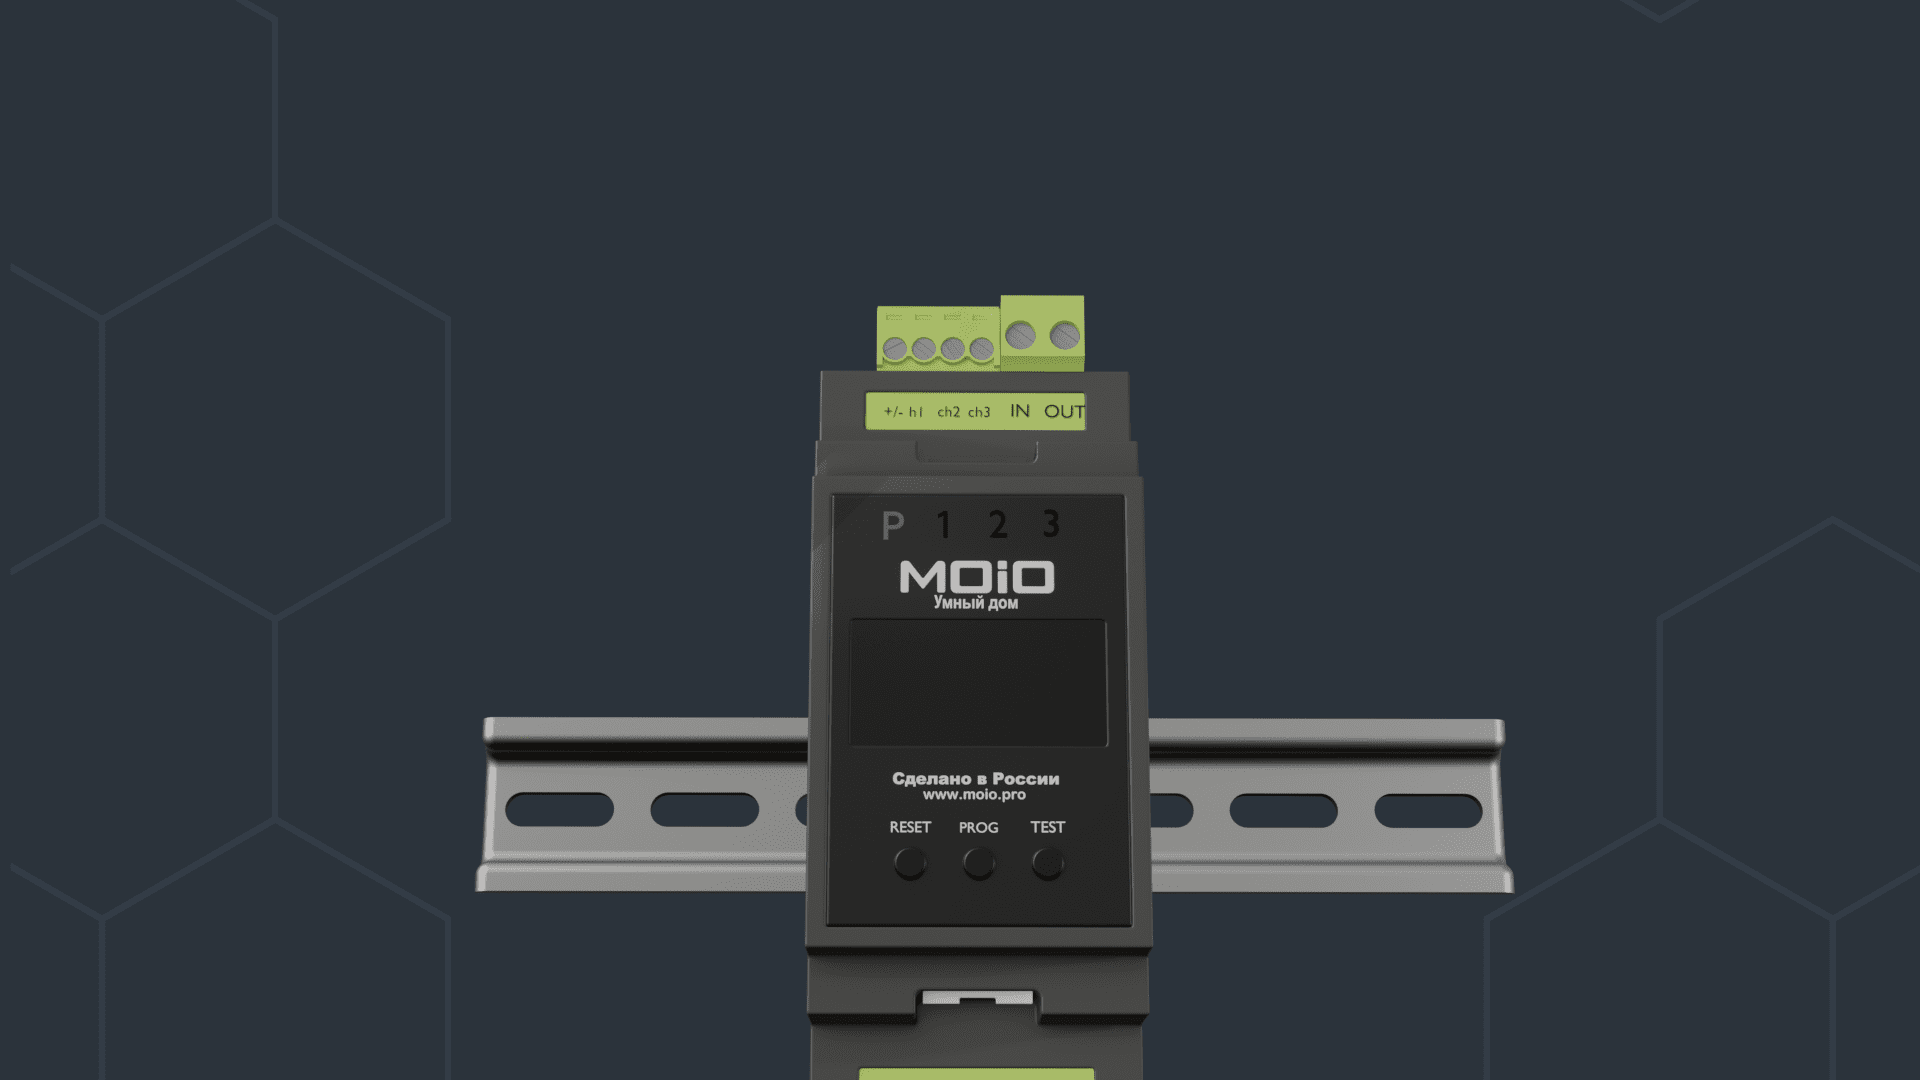 +/- h1 ch2 ch3 IN OUT
P 1 2 3
MOiO
Умный дом
Сделано в России
www.moio.pro
RESET PROG TEST